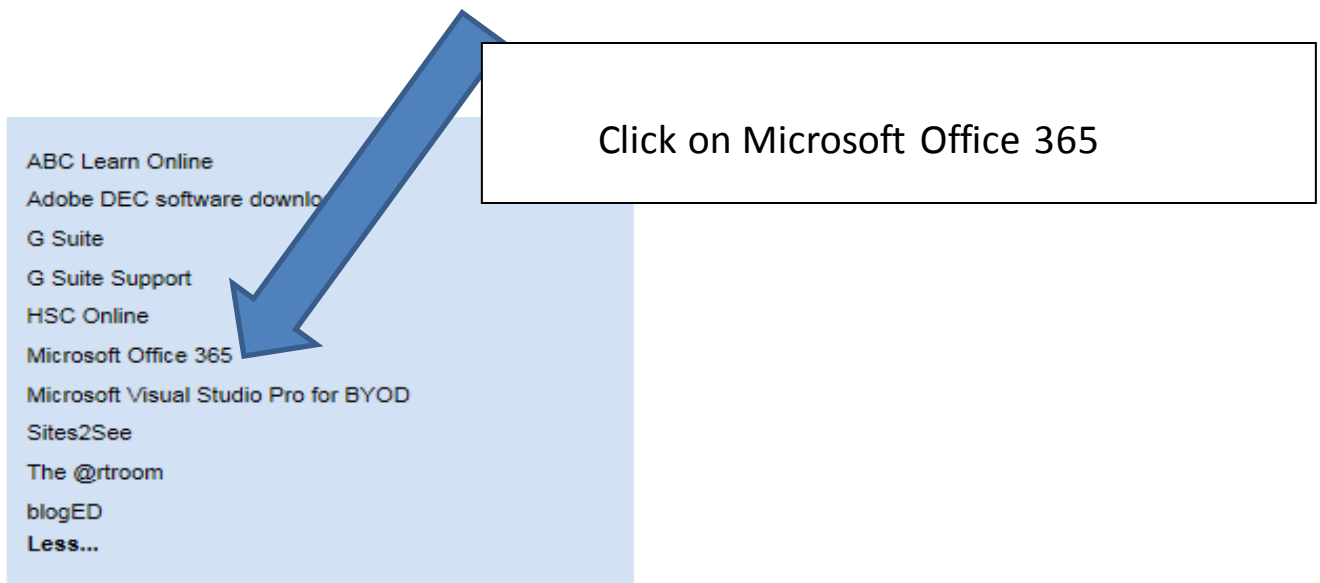 Click on Microsoft Office 365
ABC Learn Online
Adobe DEC software
G Suite
G Suite Support
HSC Online
Microsoft Office 365
Microsoft Visual Studio Pro for BYOD
Sites2See
The @rtroom
blogED
Less...